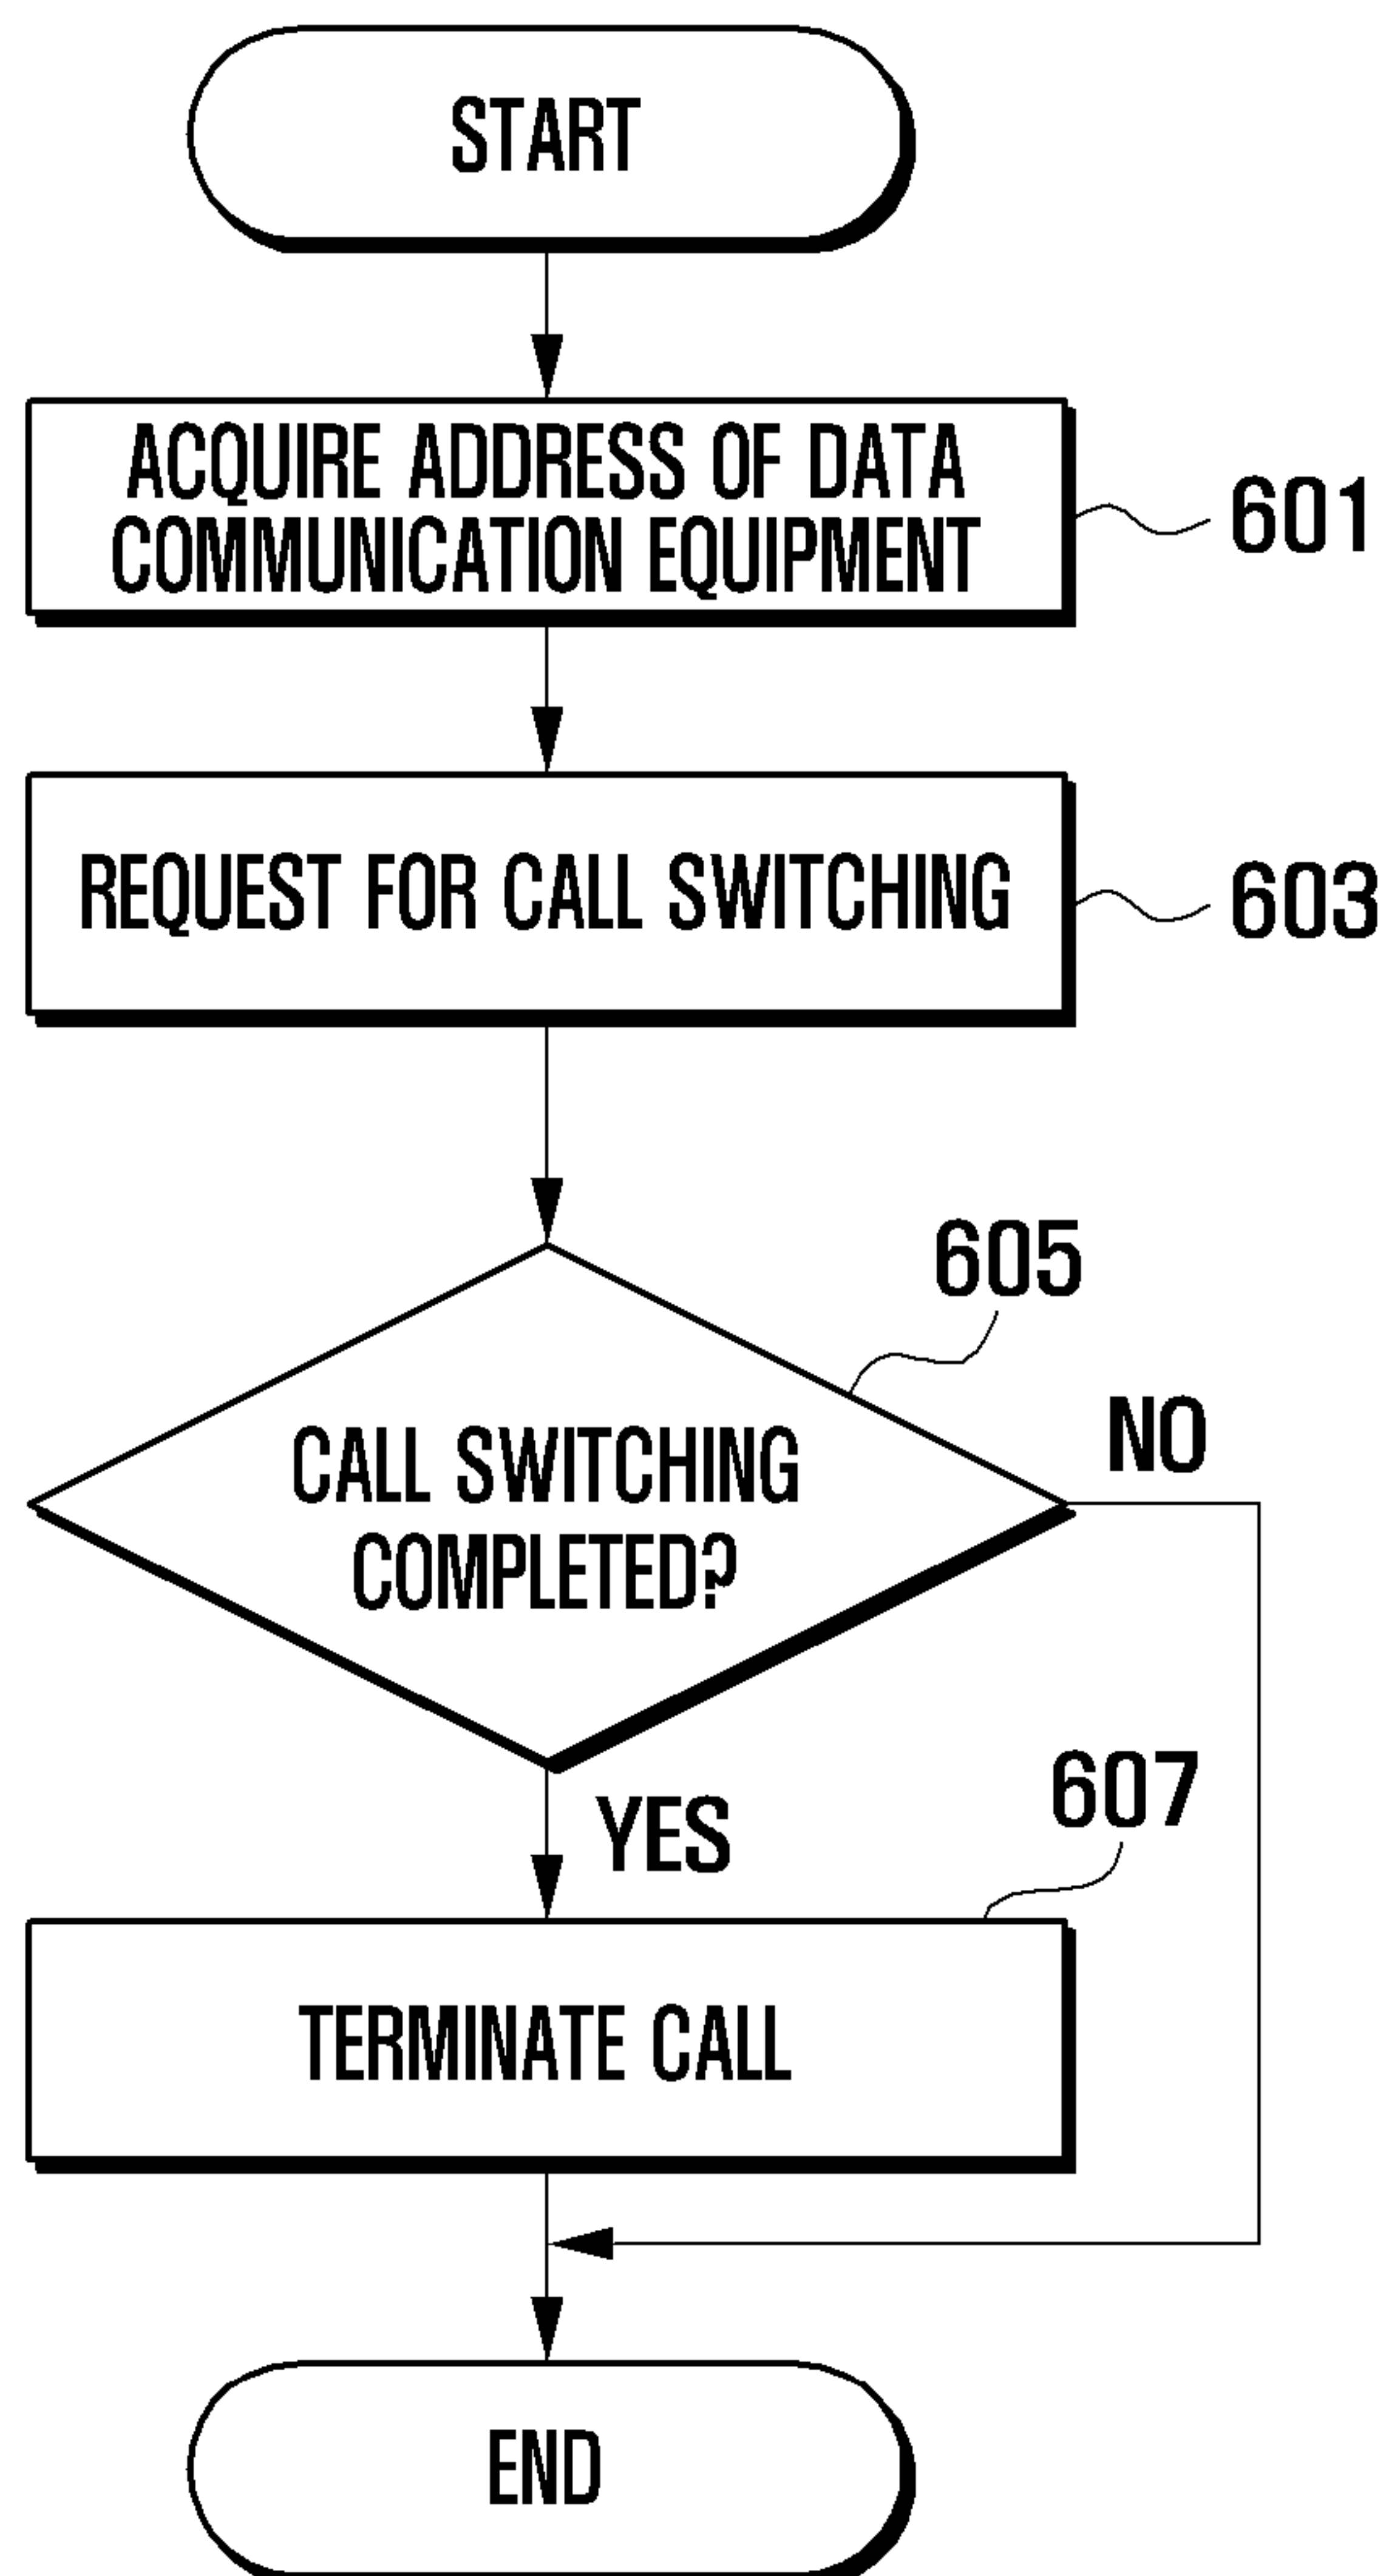 START
ACQUIRE ADDRESS OF DATA
COMMUNICATION EQUIPMENT
601
REQUEST FOR CALL SWITCHING
603
605
NO
CALL SWITCHING
COMPLETED?
YES
607
TERMINATE CALL
END